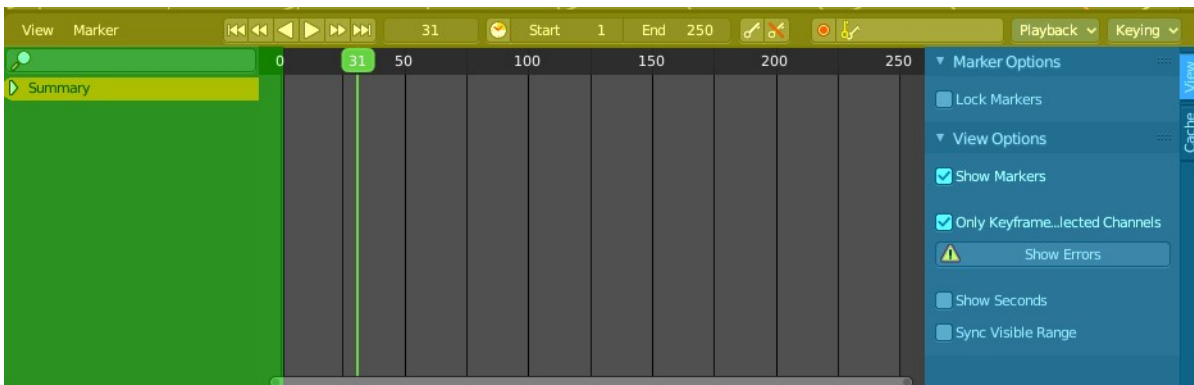 View Marker 31 Start 1 End 250 Playback Keying
0 31 50 100 150 200 250
Summary
Marker Options
Lock Markers
View Options
Show Markers
Only Keyframe...lected Channels
Show Errors
Show Seconds
Sync Visible Range
View
Cache